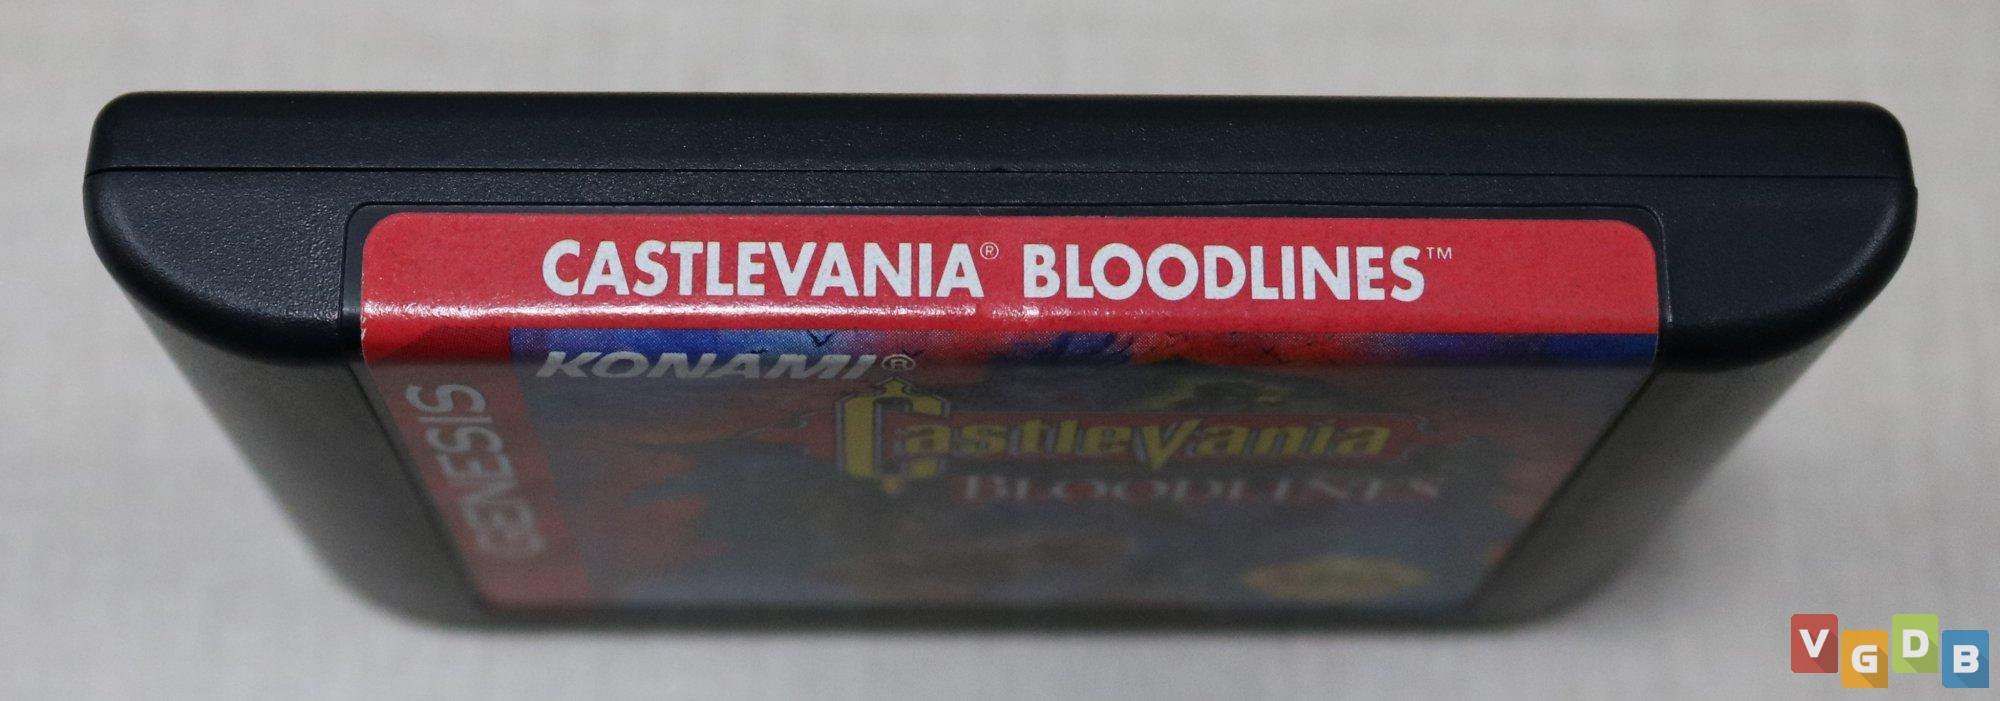 CASTLEVANIA® BLOODLINES™
KONAMI®
GENESIS
CastleVania
BLOODLINES
VGDB